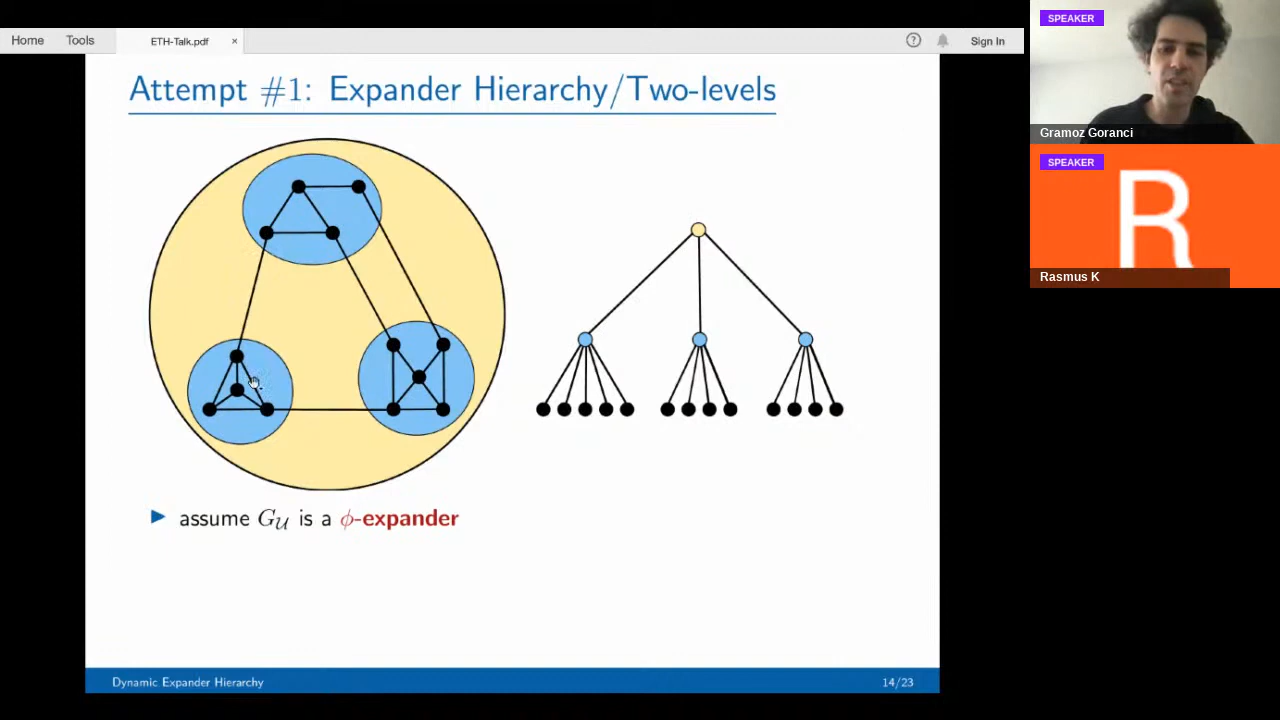 Home Tools ETH-Talk.pdf × ? Sign In
Attempt #1: Expander Hierarchy/Two-levels
▶ assume G_𝒰 is a ϕ-expander
Dynamic Expander Hierarchy 14/23
SPEAKER
Gramoz Goranci
SPEAKER
R
Rasmus K